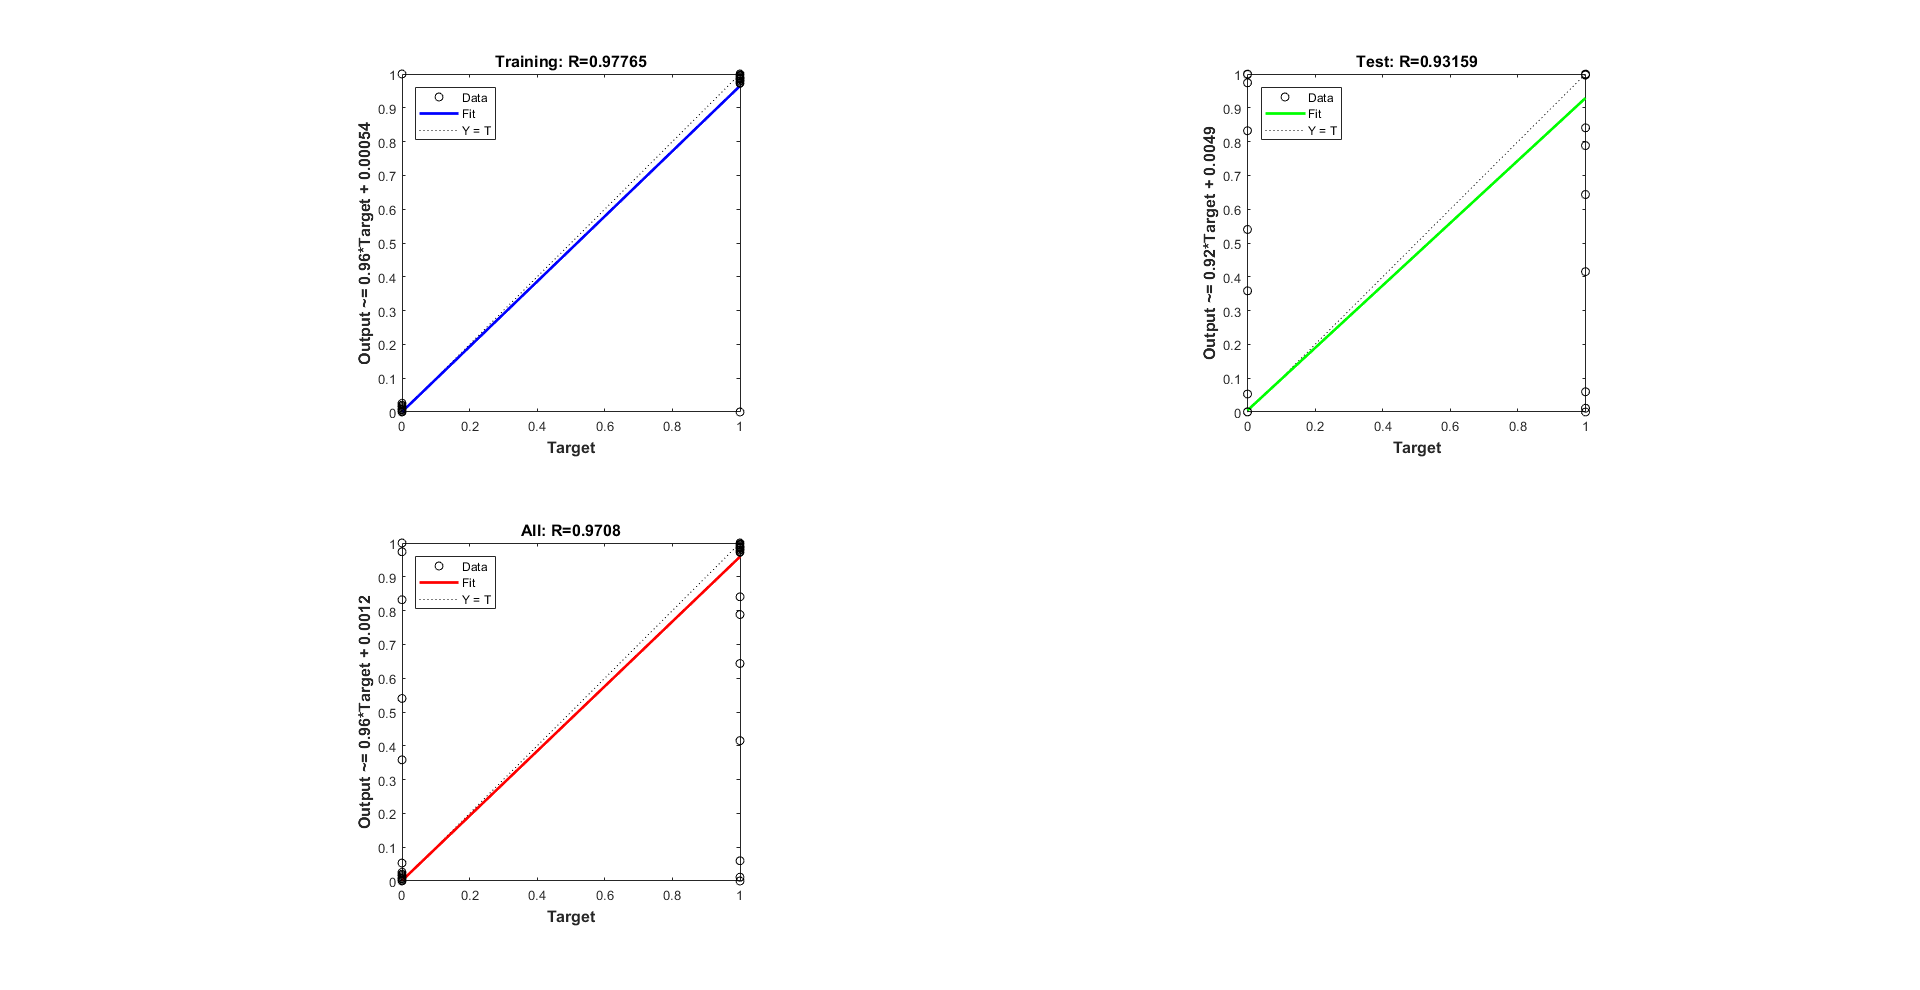 Training: R=0.97765
Data
Fit
Y = T
Output ~= 0.96*Target + 0.00054
1
0.9
0.8
0.7
0.6
0.5
0.4
0.3
0.2
0.1
0
0 0.2 0.4 0.6 0.8 1
Target
Test: R=0.93159
Data
Fit
Y = T
Output ~= 0.92*Target + 0.0049
1
0.9
0.8
0.7
0.6
0.5
0.4
0.3
0.2
0.1
0
0 0.2 0.4 0.6 0.8 1
Target
All: R=0.9708
Data
Fit
Y = T
Output ~= 0.96*Target + 0.0012
1
0.9
0.8
0.7
0.6
0.5
0.4
0.3
0.2
0.1
0
0 0.2 0.4 0.6 0.8 1
Target